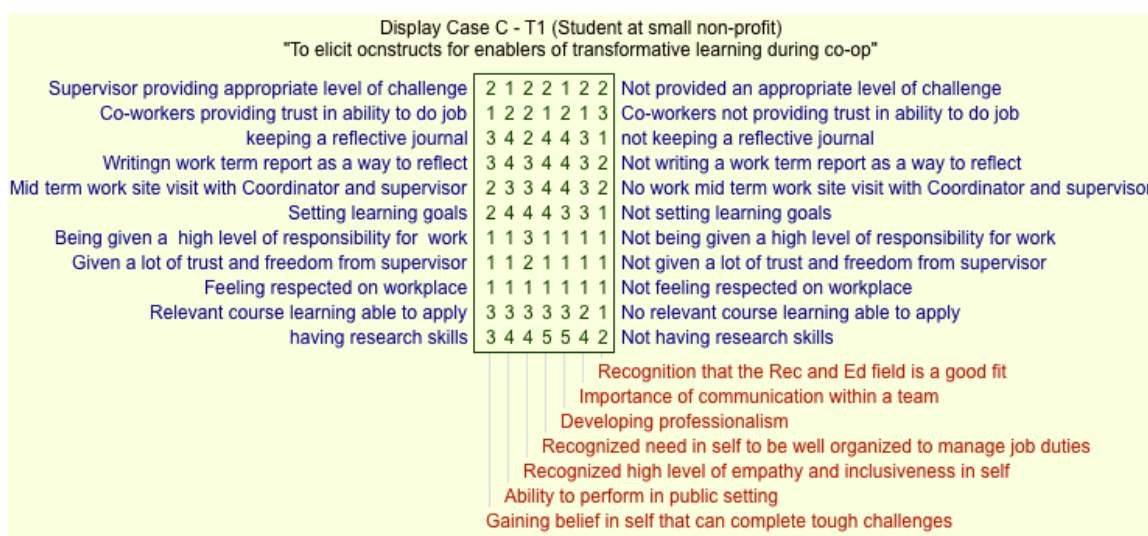 Display Case C - T1 (Student at small non-profit)
"To elicit ocnstructs for enablers of transformative learning during co-op"
Supervisor providing appropriate level of challenge 2 1 2 2 1 2 2 Not provided an appropriate level of challenge
Co-workers providing trust in ability to do job 1 2 2 1 2 1 3 Co-workers not providing trust in ability to do job
keeping a reflective journal 3 4 2 4 4 3 1 not keeping a reflective journal
Writingn work term report as a way to reflect 3 4 3 4 4 3 2 Not writing a work term report as a way to reflect
Mid term work site visit with Coordinator and supervisor 2 3 3 4 4 3 2 No work mid term work site visit with Coordinator and supervisor
Setting learning goals 2 4 4 4 3 3 1 Not setting learning goals
Being given a high level of responsibility for work 1 1 3 1 1 1 1 Not being given a high level of responsibility for work
Given a lot of trust and freedom from supervisor 1 1 2 1 1 1 1 Not given a lot of trust and freedom from supervisor
Feeling respected on workplace 1 1 1 1 1 1 1 Not feeling respected on workplace
Relevant course learning able to apply 3 3 3 3 3 2 1 No relevant course learning able to apply
having research skills 3 4 4 5 5 4 2 Not having research skills
Recognition that the Rec and Ed field is a good fit
Importance of communication within a team
Developing professionalism
Recognized need in self to be well organized to manage job duties
Recognized high level of empathy and inclusiveness in self
Ability to perform in public setting
Gaining belief in self that can complete tough challenges